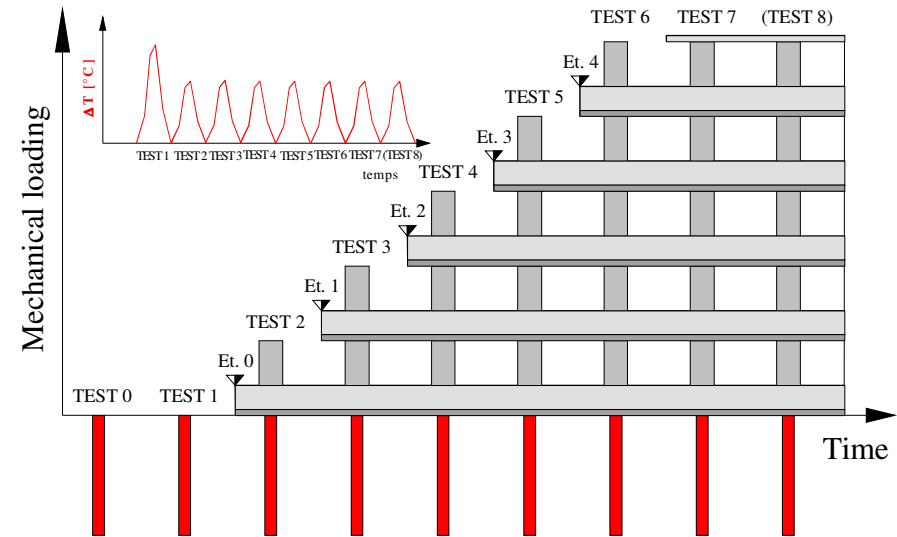 TEST 6 TEST 7 (TEST 8)
ΔT [°C]
Et. 4
TEST 5
Et. 3
TEST 1 TEST 2 TEST 3 TEST 4 TEST 5 TEST 6 TEST 7 (TEST 8)
temps
TEST 4
Et. 2
TEST 3
Et. 1
TEST 2
Et. 0
TEST 0 TEST 1
Mechanical loading
Time